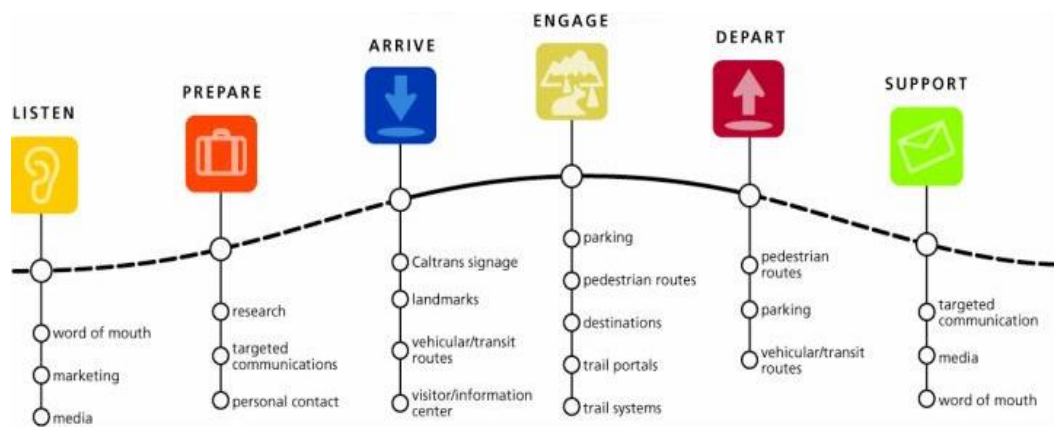 LISTEN
word of mouth
marketing
media
PREPARE
research
targeted
communications
personal contact
ARRIVE
Caltrans signage
landmarks
vehicular/transit
routes
visitor/information
center
ENGAGE
parking
pedestrian routes
destinations
trail portals
trail systems
DEPART
pedestrian
routes
parking
vehicular/transit
routes
SUPPORT
targeted
communication
media
word of mouth